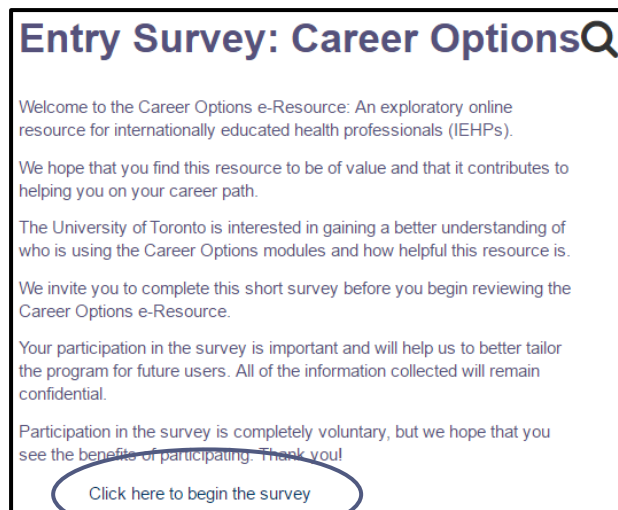 Entry Survey: Career Options
Welcome to the Career Options e-Resource: An exploratory online
resource for internationally educated health professionals (IEHPs).
We hope that you find this resource to be of value and that it contributes to
helping you on your career path.
The University of Toronto is interested in gaining a better understanding of
who is using the Career Options modules and how helpful this resource is.
We invite you to complete this short survey before you begin reviewing the
Career Options e-Resource.
Your participation in the survey is important and will help us to better tailor
the program for future users. All of the information collected will remain
confidential.
Participation in the survey is completely voluntary, but we hope that you
see the benefits of participating. Thank you!
Click here to begin the survey